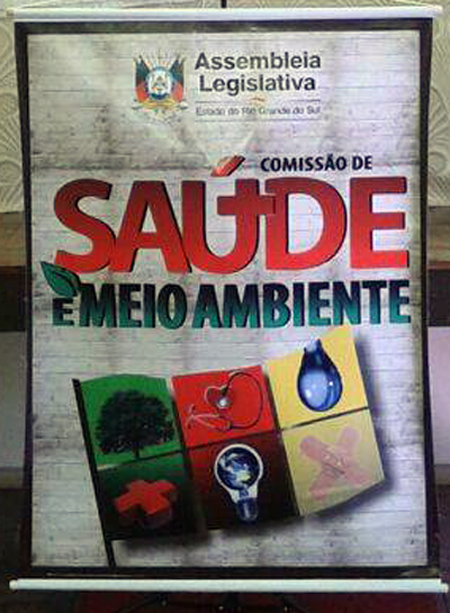 Assembleia
Legislativa
Estado do Rio Grande do Sul
COMISSÃO DE
SAÚDE
E MEIO AMBIENTE